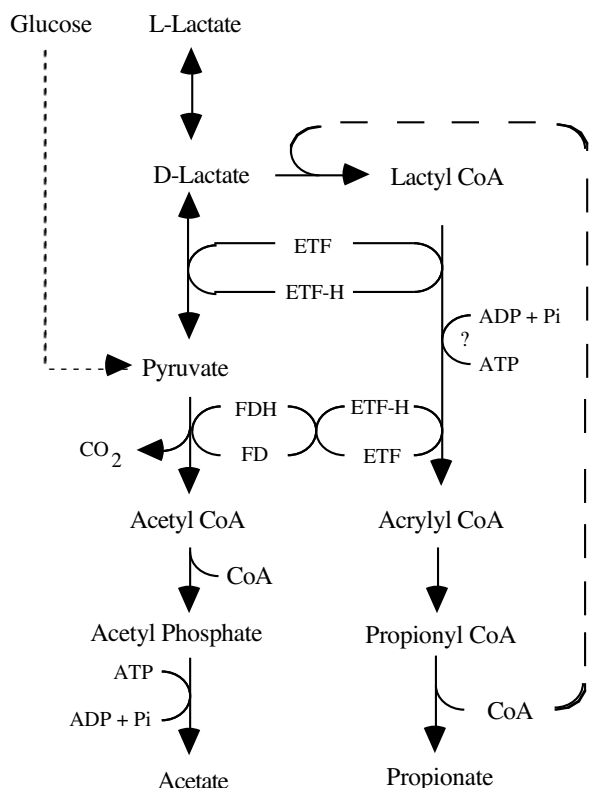 Glucose L-Lactate
D-Lactate Lactyl CoA
ETF
ETF-H
ADP + Pi
?
ATP
Pyruvate
FDH ETF-H
CO2
FD ETF
Acetyl CoA Acrylyl CoA
CoA
Acetyl Phosphate Propionyl CoA
ATP
CoA
ADP + Pi
Acetate Propionate